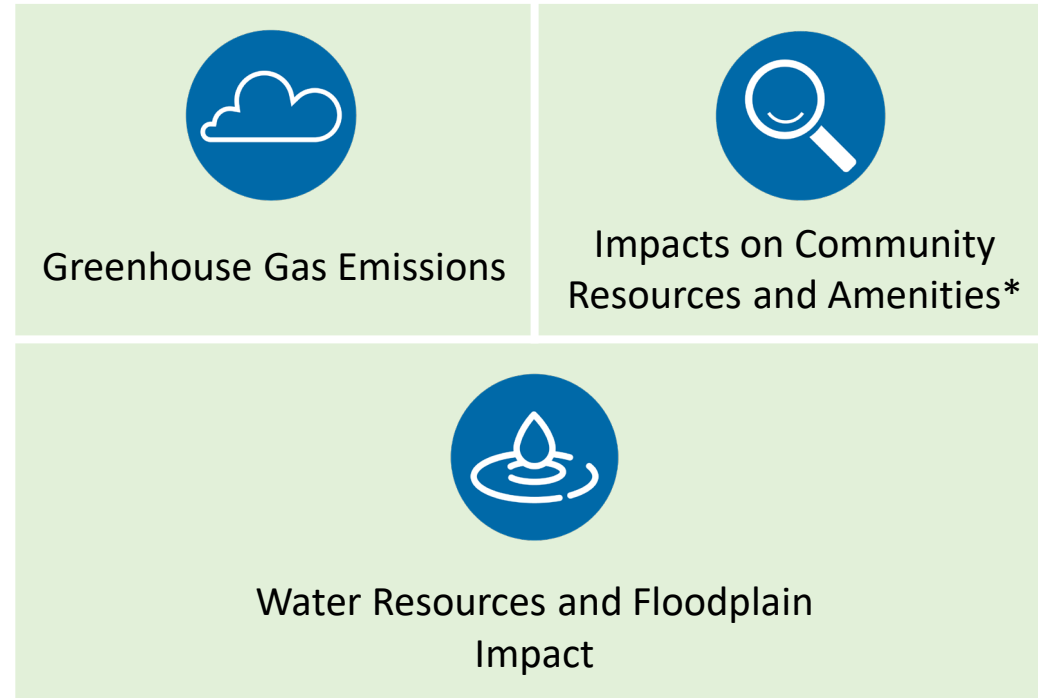 Greenhouse Gas Emissions
Impacts on Community
Resources and Amenities*
Water Resources and Floodplain
Impact